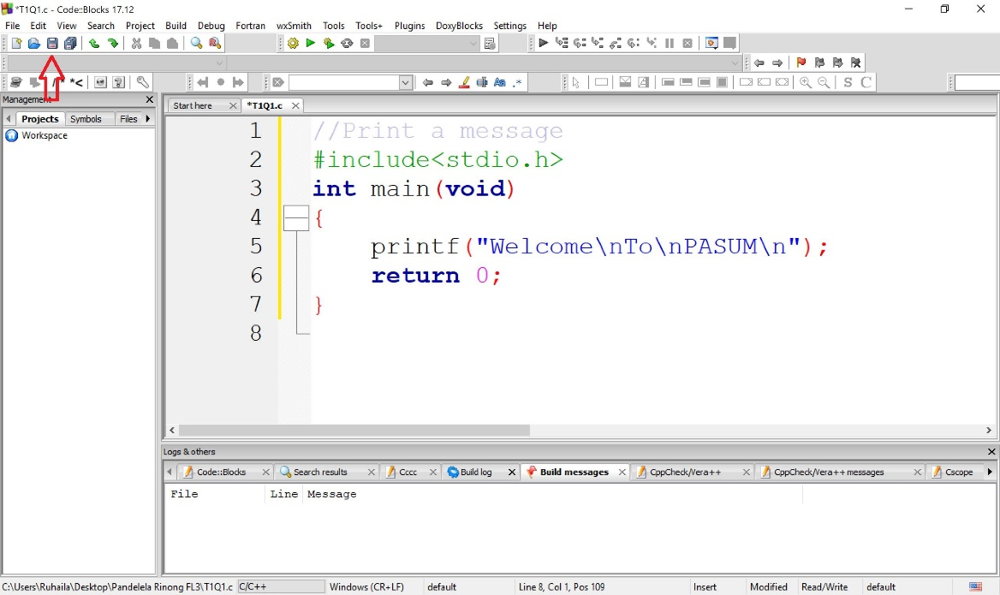 *T1Q1.c - Code::Blocks 17.12
File Edit View Search Project Build Debug Fortran wxSmith Tools Tools+ Plugins DoxyBlocks Settings Help
*<
S C
Management
Projects Symbols Files
Workspace
Start here *T1Q1.c
1 //Print a message
2 #include<stdio.h>
3 int main(void)
4 {
5 printf("Welcome\nTo\nPASUM\n");
6 return 0;
7 }
8
Logs & others
Code::Blocks Search results Cccc Build log Build messages CppCheck/Vera++ CppCheck/Vera++ messages Cscope
File Line Message
C:\Users\Ruhaila\Desktop\Pandelela Rinong FL3\T1Q1.c C/C++ Windows (CR+LF) default Line 8, Col 1, Pos 109 Insert Modified Read/Write default